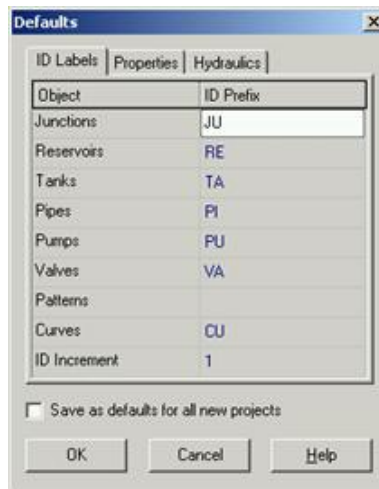 Defaults
ID Labels Properties Hydraulics
Object ID Prefix
Junctions JU
Reservoirs RE
Tanks TA
Pipes PI
Pumps PU
Valves VA
Patterns
Curves CU
ID Increment 1
Save as defaults for all new projects
OK Cancel Help